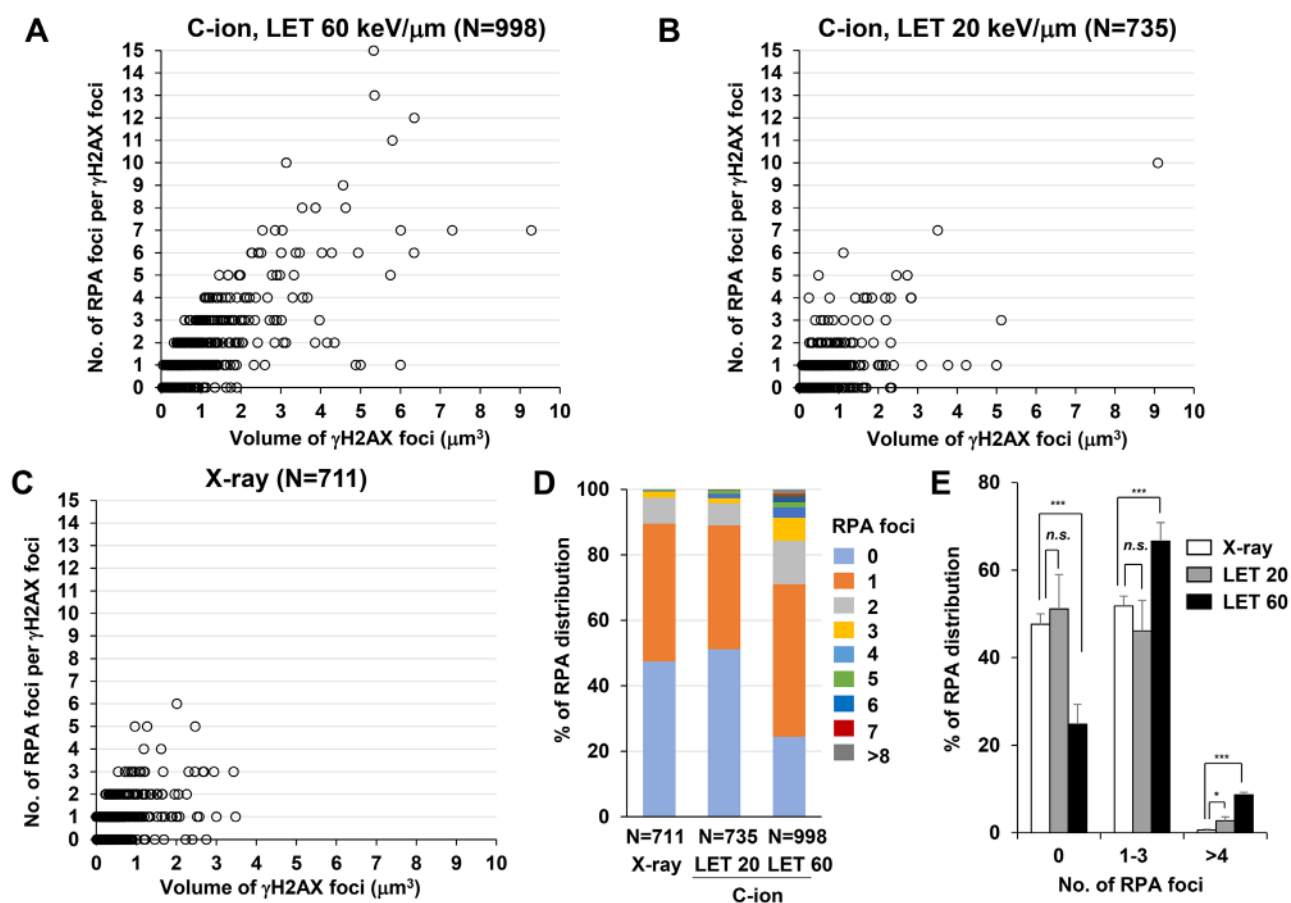 A
C-ion, LET 60 keV/μm (N=998)
No. of RPA foci per γH2AX foci
15
14
13
12
11
10
9
8
7
6
5
4
3
2
1
0
0 1 2 3 4 5 6 7 8 9 10
Volume of γH2AX foci (μm³)
B
C-ion, LET 20 keV/μm (N=735)
No. of RPA foci per γH2AX foci
15
14
13
12
11
10
9
8
7
6
5
4
3
2
1
0
0 1 2 3 4 5 6 7 8 9 10
Volume of γH2AX foci (μm³)
C
X-ray (N=711)
No. of RPA foci per γH2AX foci
15
14
13
12
11
10
9
8
7
6
5
4
3
2
1
0
0 1 2 3 4 5 6 7 8 9 10
Volume of γH2AX foci (μm³)
D
% of RPA distribution
100
80
60
40
20
0
N=711 N=735 N=998
X-ray LET 20 LET 60
C-ion
RPA foci
0
1
2
3
4
5
6
7
>8
E
% of RPA distribution
80
60
40
20
0
***
n.s.
***
n.s.
***
*
X-ray
LET 20
LET 60
0 1-3 >4
No. of RPA foci